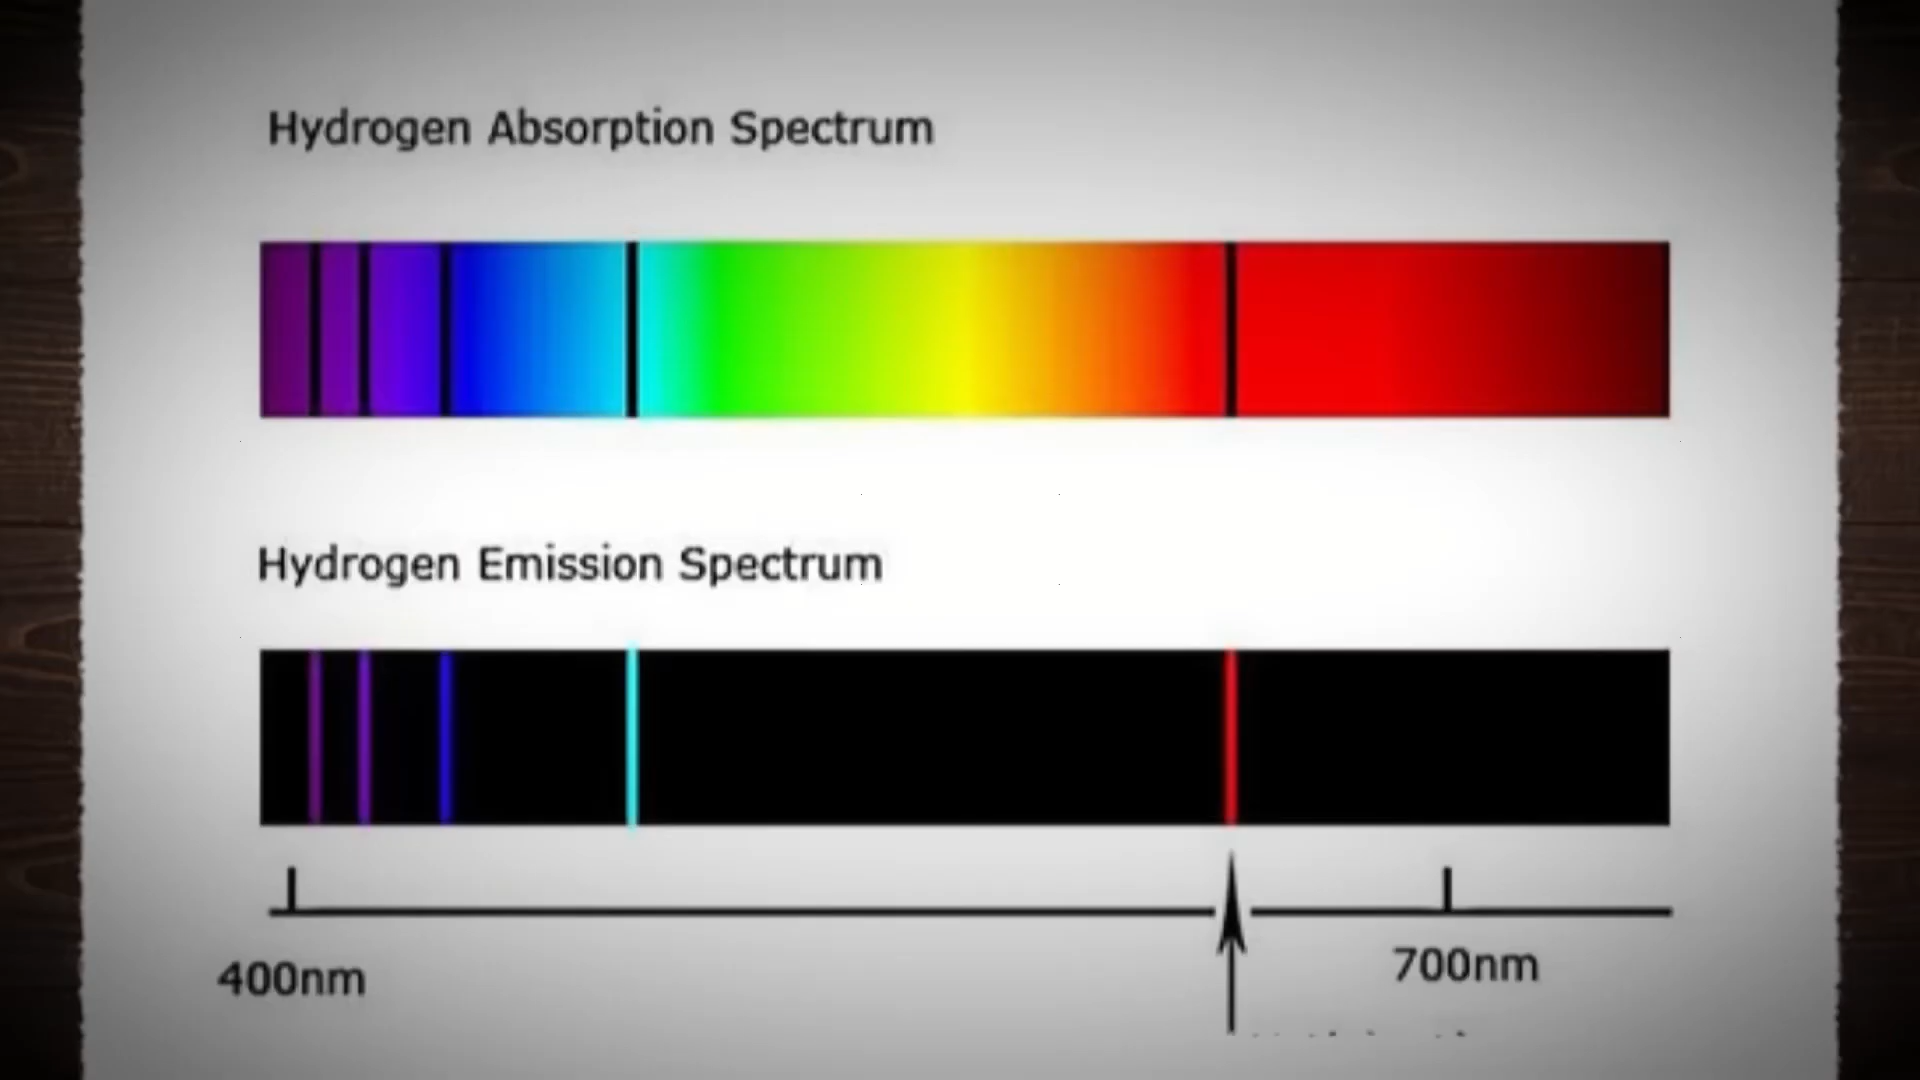 Hydrogen Absorption Spectrum
Hydrogen Emission Spectrum
400nm
700nm